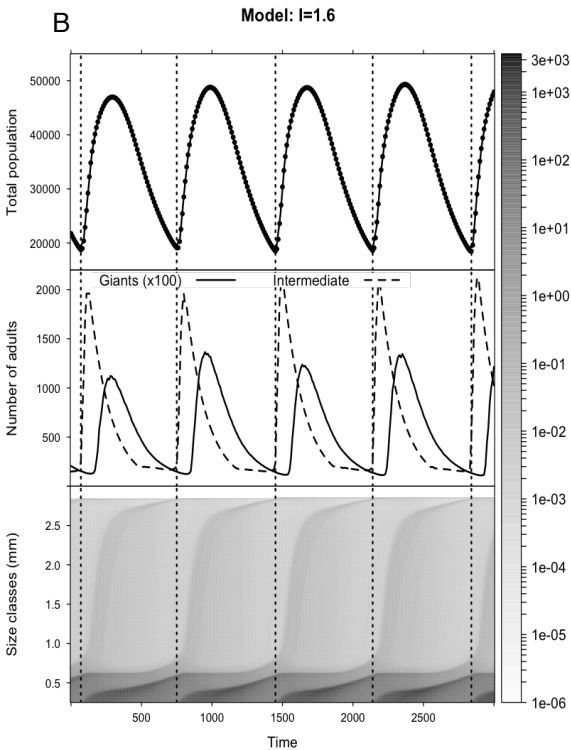 B
Model: I=1.6
Total population
50000
40000
30000
20000
Giants (x100)
Intermediate
Number of adults
2000
1500
1000
500
Size classes (mm)
2.5
2.0
1.5
1.0
0.5
500
1000
1500
2000
2500
Time
3e+03
1e+03
1e+02
1e+01
1e+00
1e-01
1e-02
1e-03
1e-04
1e-05
1e-06